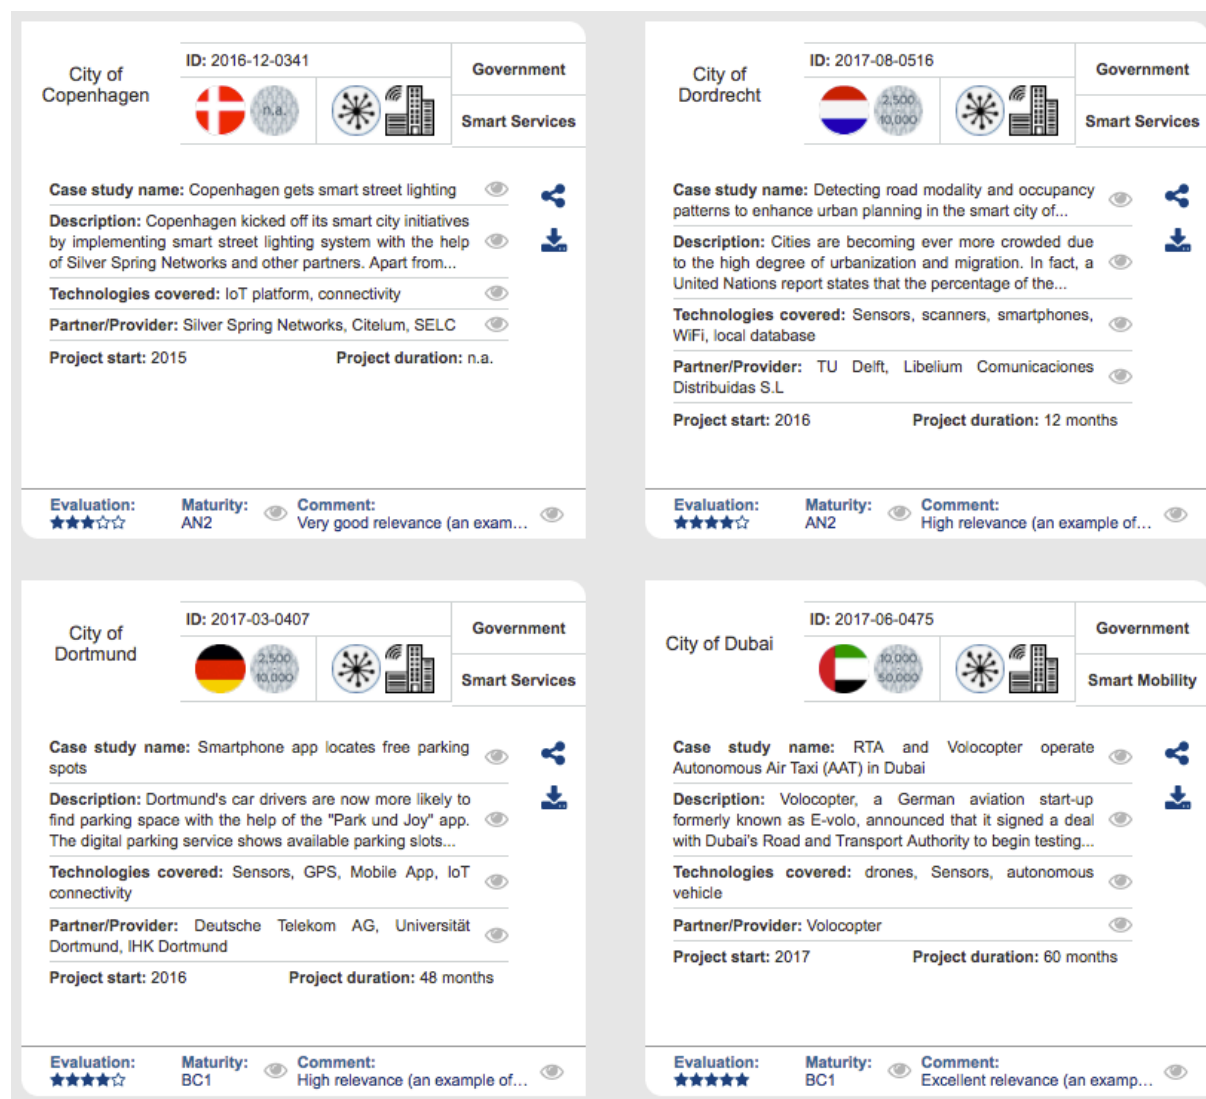 City of
Copenhagen
ID: 2016-12-0341
n.a.
Government
Smart Services
Case study name: Copenhagen gets smart street lighting
Description: Copenhagen kicked off its smart city initiatives
by implementing smart street lighting system with the help
of Silver Spring Networks and other partners. Apart from...
Technologies covered: IoT platform, connectivity
Partner/Provider: Silver Spring Networks, Citelum, SELC
Project start: 2015 Project duration: n.a.
Evaluation: Maturity: Comment:
AN2 Very good relevance (an exam...
City of
Dordrecht
ID: 2017-08-0516
2,500
10,000
Government
Smart Services
Case study name: Detecting road modality and occupancy
patterns to enhance urban planning in the smart city of...
Description: Cities are becoming ever more crowded due
to the high degree of urbanization and migration. In fact, a
United Nations report states that the percentage of the...
Technologies covered: Sensors, scanners, smartphones,
WiFi, local database
Partner/Provider: TU Delft, Libelium Comunicaciones
Distribuidas S.L
Project start: 2016 Project duration: 12 months
Evaluation: Maturity: Comment:
AN2 High relevance (an example of...
City of
Dortmund
ID: 2017-03-0407
2,500
10,000
Government
Smart Services
Case study name: Smartphone app locates free parking
spots
Description: Dortmund's car drivers are now more likely to
find parking space with the help of the "Park und Joy" app.
The digital parking service shows available parking slots...
Technologies covered: Sensors, GPS, Mobile App, IoT
connectivity
Partner/Provider: Deutsche Telekom AG, Universität
Dortmund, IHK Dortmund
Project start: 2016 Project duration: 48 months
Evaluation: Maturity: Comment:
BC1 High relevance (an example of...
City of Dubai
ID: 2017-06-0475
10,000
50,000
Government
Smart Mobility
Case study name: RTA and Volocopter operate
Autonomous Air Taxi (AAT) in Dubai
Description: Volocopter, a German aviation start-up
formerly known as E-volo, announced that it signed a deal
with Dubai's Road and Transport Authority to begin testing...
Technologies covered: drones, Sensors, autonomous
vehicle
Partner/Provider: Volocopter
Project start: 2017 Project duration: 60 months
Evaluation: Maturity: Comment:
BC1 Excellent relevance (an examp...